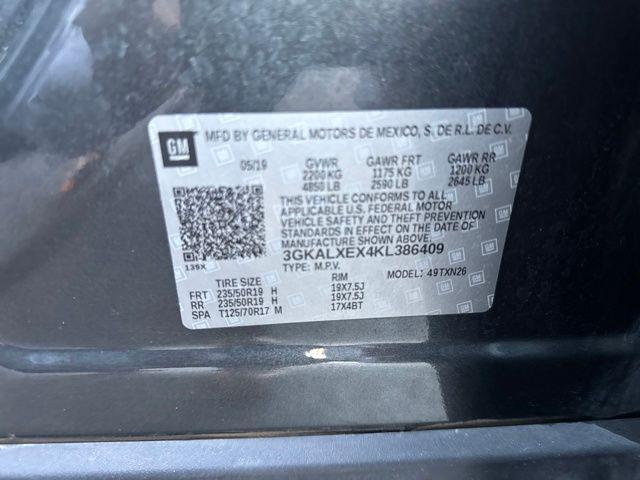 GM MFD BY GENERAL MOTORS DE MEXICO, S. DE R.L. DE C.V.
05/19 GVWR GAWR FRT GAWR RR
2200 KG 1175 KG 1200 KG
4850 LB 2590 LB 2645 LB
THIS VEHICLE CONFORMS TO ALL
APPLICABLE U.S. FEDERAL MOTOR
VEHICLE SAFETY AND THEFT PREVENTION
STANDARDS IN EFFECT ON THE DATE OF
MANUFACTURE SHOWN ABOVE.
139X 3GKALXEX4KL386409
TYPE: M.P.V. MODEL: 49TXN26
TIRE SIZE RIM
FRT 235/50R19 H 19X7.5J
RR 235/50R19 H 19X7.5J
SPA T125/70R17 M 17X4BT